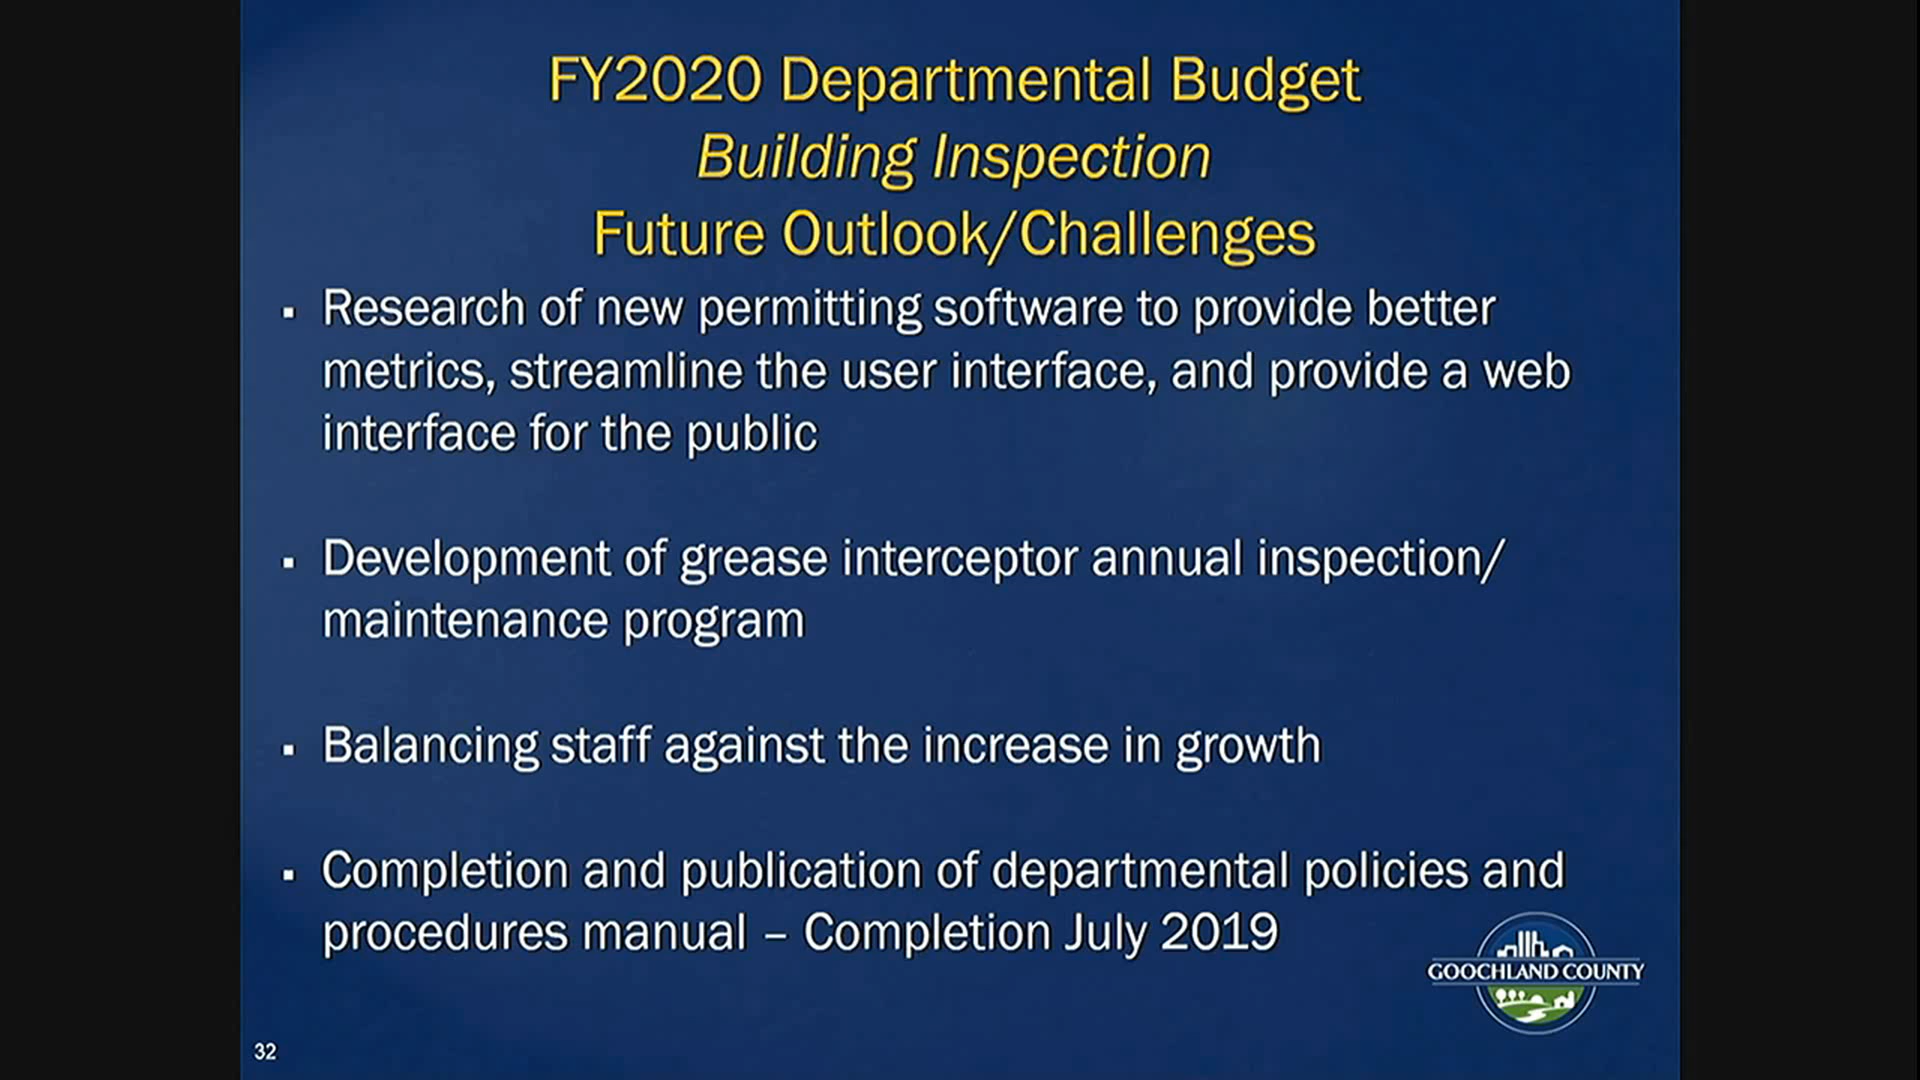 FY2020 Departmental Budget
Building Inspection
Future Outlook/Challenges
▪ Research of new permitting software to provide better
metrics, streamline the user interface, and provide a web
interface for the public
▪ Development of grease interceptor annual inspection/
maintenance program
▪ Balancing staff against the increase in growth
▪ Completion and publication of departmental policies and
procedures manual – Completion July 2019
GOOCHLAND COUNTY
32